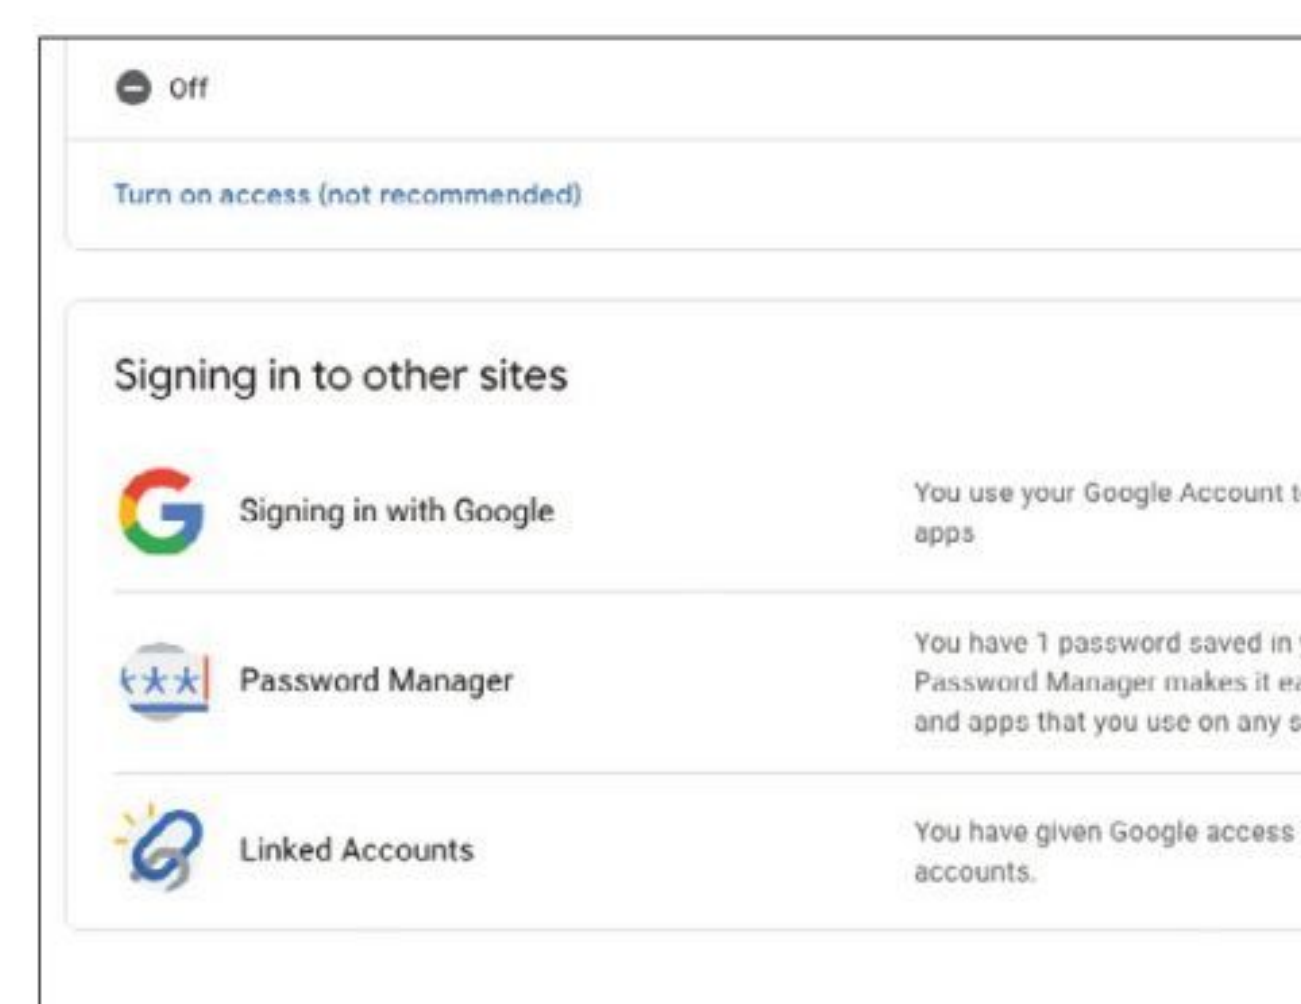 Off
Turn on access (not recommended)
Signing in to other sites
Signing in with Google
You use your Google Account
apps
Password Manager
You have 1 password saved in
Password Manager makes it
and apps that you use on any
Linked Accounts
You have given Google access
accounts.